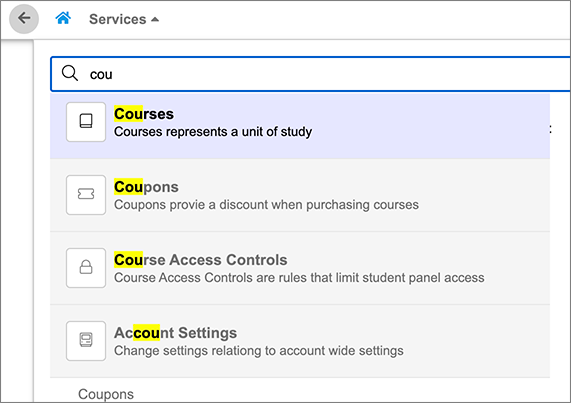 Services
cou
Courses
Courses represents a unit of study
Coupons
Coupons provie a discount when purchasing courses
Course Access Controls
Course Access Controls are rules that limit student panel access
Account Settings
Change settings relationg to account wide settings
Coupons